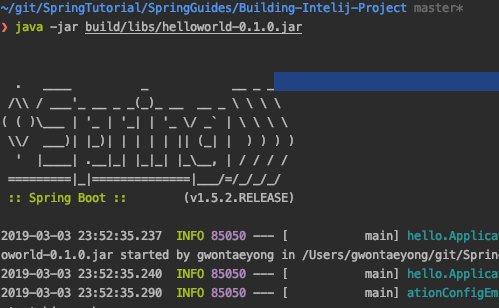 ~/git/SpringTutorial/SpringGuides/Building-Intelij-Project master*
❯ java -jar build/libs/helloworld-0.1.0.jar
  .   ____          _            __ _ _
 /\\ / ___'_ __ _ _(_)_ __  __ _ \ \ \ \
( ( )\___ | '_ | '_| | '_ \/ _` | \ \ \ \
 \\/  ___)| |_)| | | | | || (_| |  ) ) ) )
  '  |____| .__|_| |_|_| |_\__, | / / / /
 =========|_|==============|___/=/_/_/_/
 :: Spring Boot ::        (v1.5.2.RELEASE)
2019-03-03 23:52:35.237  INFO 85050 --- [           main] hello.Applica
oworld-0.1.0.jar started by gwontaeyong in /Users/gwontaeyong/git/Sprin
2019-03-03 23:52:35.240  INFO 85050 --- [           main] hello.Applica
2019-03-03 23:52:35.290  INFO 85050 --- [           main] ationConfigEm